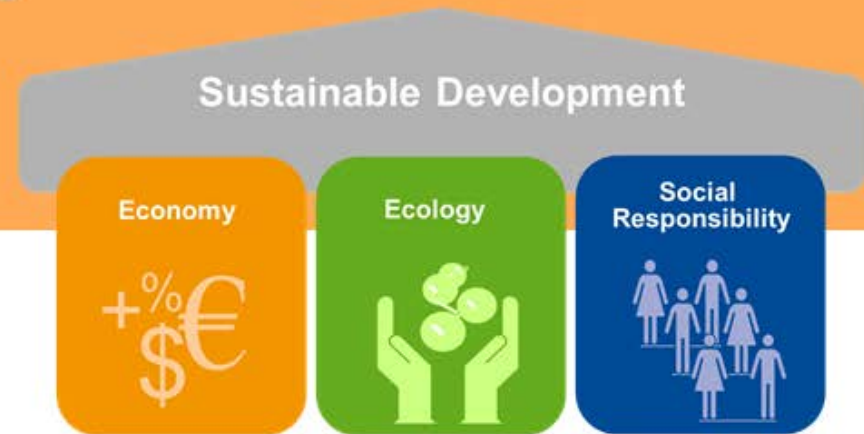 Sustainable Development
Economy
Ecology
Social
Responsibility
+%$€